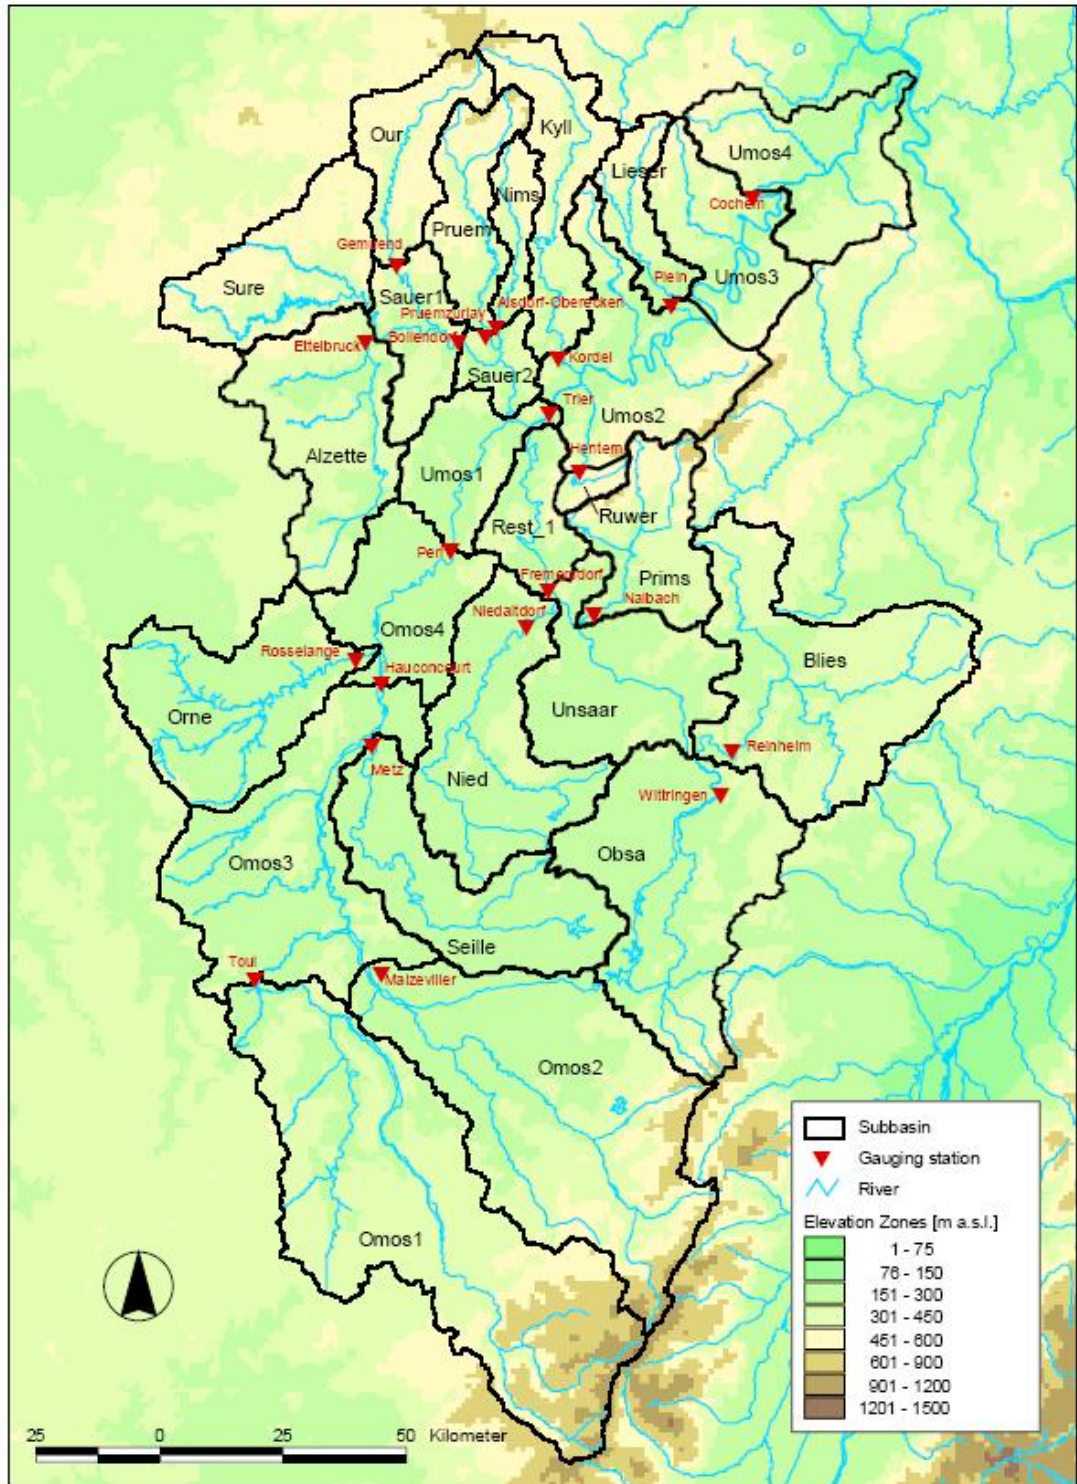 Our
Kyll
Umos4
Lieser
Nims
Cochem
Pruem
Gemuend
Sure
Sauer1
Plein
Umos3
Alsdorf-Oberecken
Pruemzurlay
Ettelbruck
Bollendorf
Kordel
Sauer2
Trier
Umos2
Hentern
Alzette
Umos1
Ruwer
Rest_1
Perl
Fremersdorf
Prims
Nalbach
Niedaltdorf
Omos4
Rosselange
Hauconcourt
Blies
Orne
Unsaar
Metz
Reinheim
Nied
Wittringen
Omos3
Obsa
Seille
Toul
Malzeviller
Omos2
Omos1
Subbasin
Gauging station
River
Elevation Zones [m a.s.l.]
1 - 75
76 - 150
151 - 300
301 - 450
451 - 600
601 - 900
901 - 1200
1201 - 1500
25 0 25 50 Kilometer